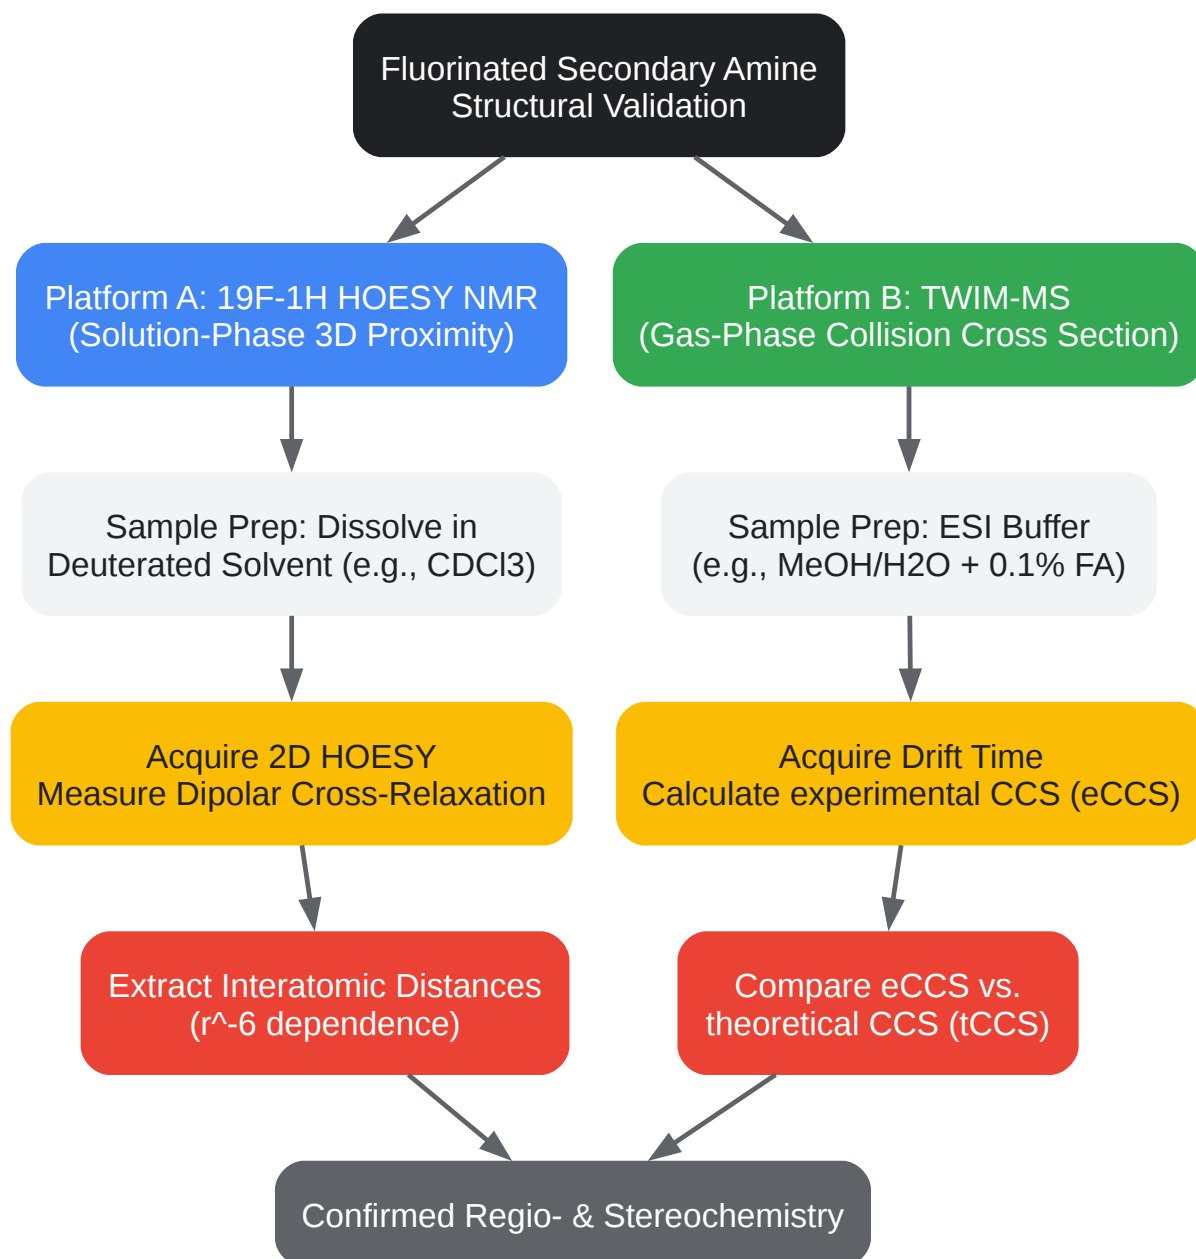 Fluorinated Secondary Amine
Structural Validation
Platform A: 19F-1H HOESY NMR
(Solution-Phase 3D Proximity)
Platform B: TWIM-MS
(Gas-Phase Collision Cross Section)
Sample Prep: Dissolve in
Deuterated Solvent (e.g., CDCl3)
Sample Prep: ESI Buffer
(e.g., MeOH/H2O + 0.1% FA)
Acquire 2D HOESY
Measure Dipolar Cross-Relaxation
Acquire Drift Time
Calculate experimental CCS (eCCS)
Extract Interatomic Distances
(r^-6 dependence)
Compare eCCS vs.
theoretical CCS (tCCS)
Confirmed Regio- & Stereochemistry